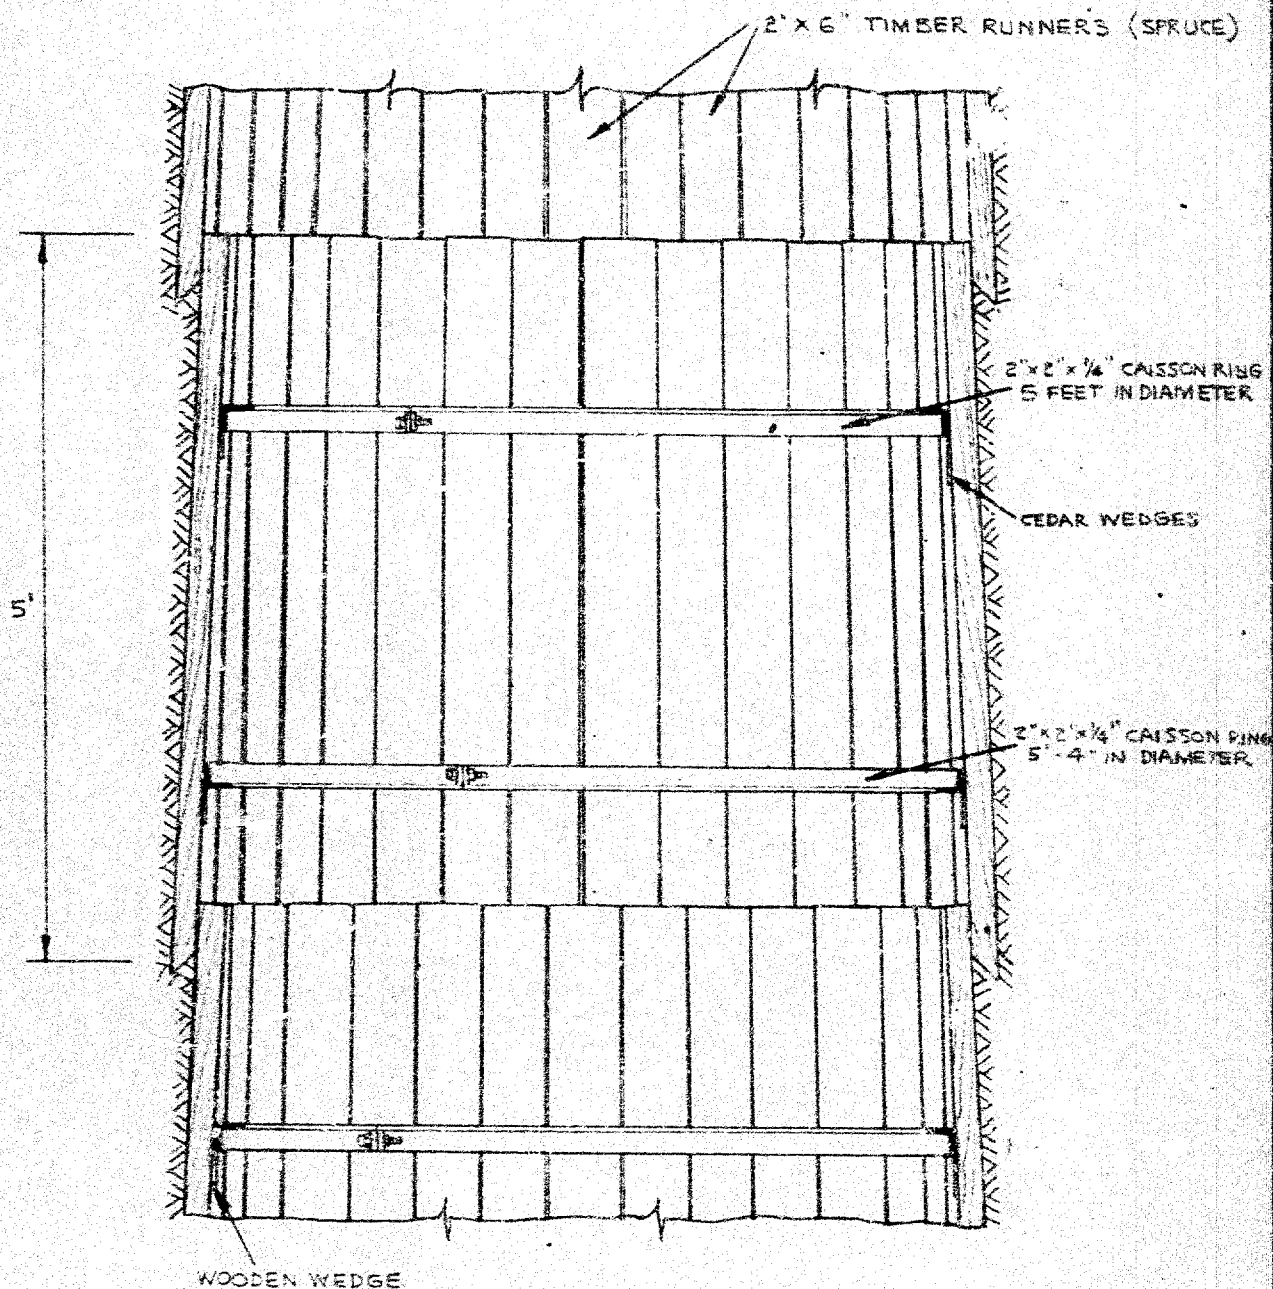 2" X 6" TIMBER RUNNERS (SPRUCE)
2" x 2" x 1/4" CAISSON RING
5 FEET IN DIAMETER
CEDAR WEDGES
5'
2" x 2" x 1/4" CAISSON RING
5'-4" IN DIAMETER
WOODEN WEDGE